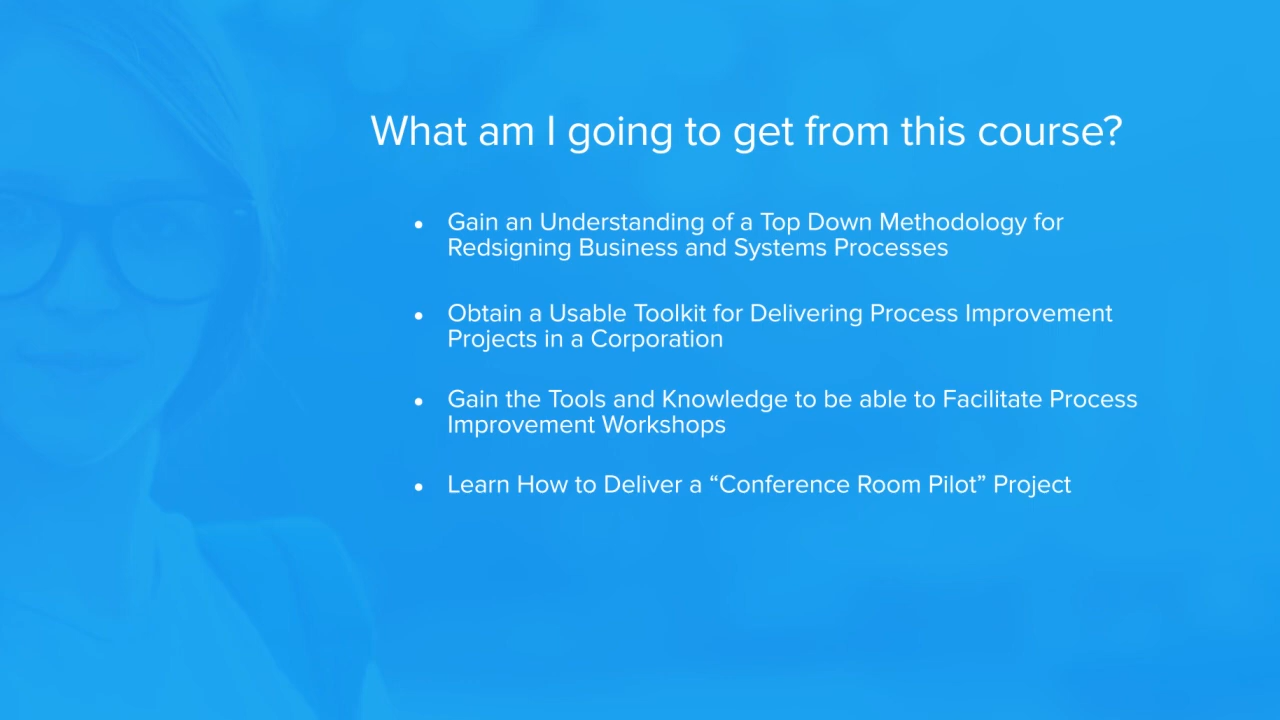 What am I going to get from this course?
• Gain an Understanding of a Top Down Methodology for
Redsigning Business and Systems Processes
• Obtain a Usable Toolkit for Delivering Process Improvement
Projects in a Corporation
• Gain the Tools and Knowledge to be able to Facilitate Process
Improvement Workshops
• Learn How to Deliver a “Conference Room Pilot” Project